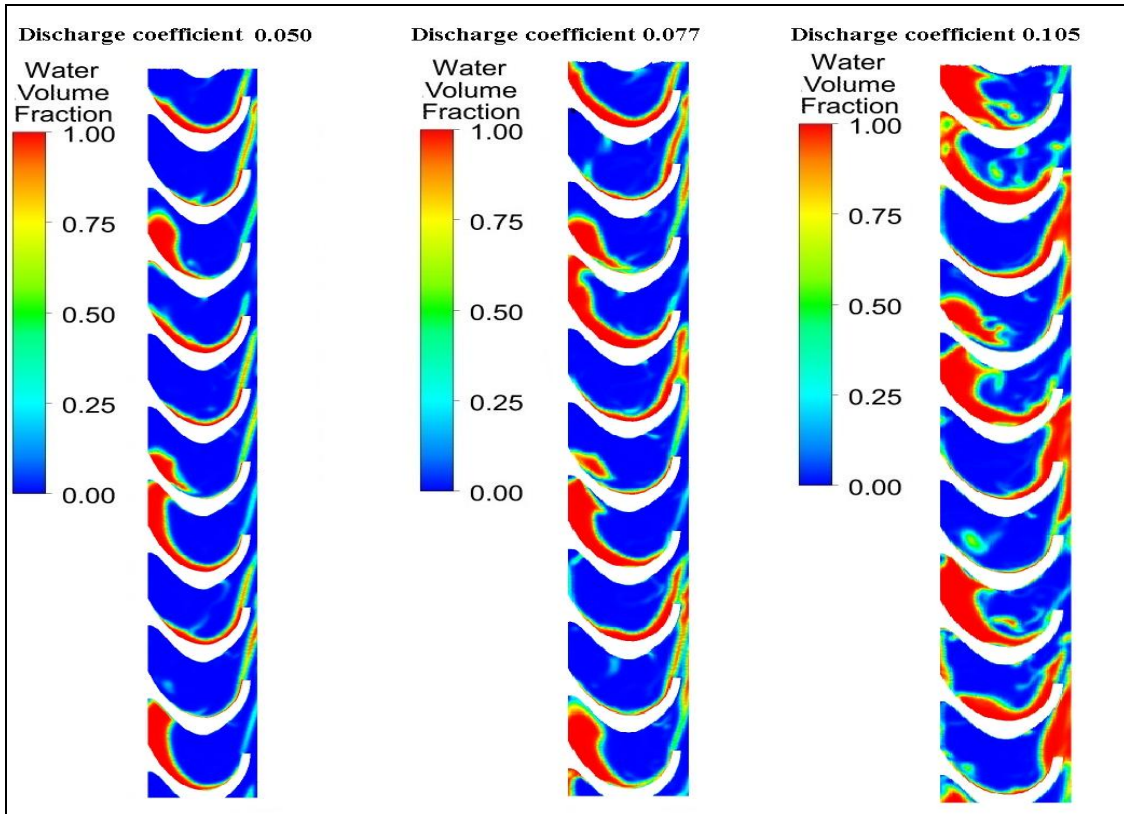 Discharge coefficient 0.050
Water
Volume
Fraction
1.00
0.75
0.50
0.25
0.00
Discharge coefficient 0.077
Water
Volume
Fraction
1.00
0.75
0.50
0.25
0.00
Discharge coefficient 0.105
Water
Volume
Fraction
1.00
0.75
0.50
0.25
0.00